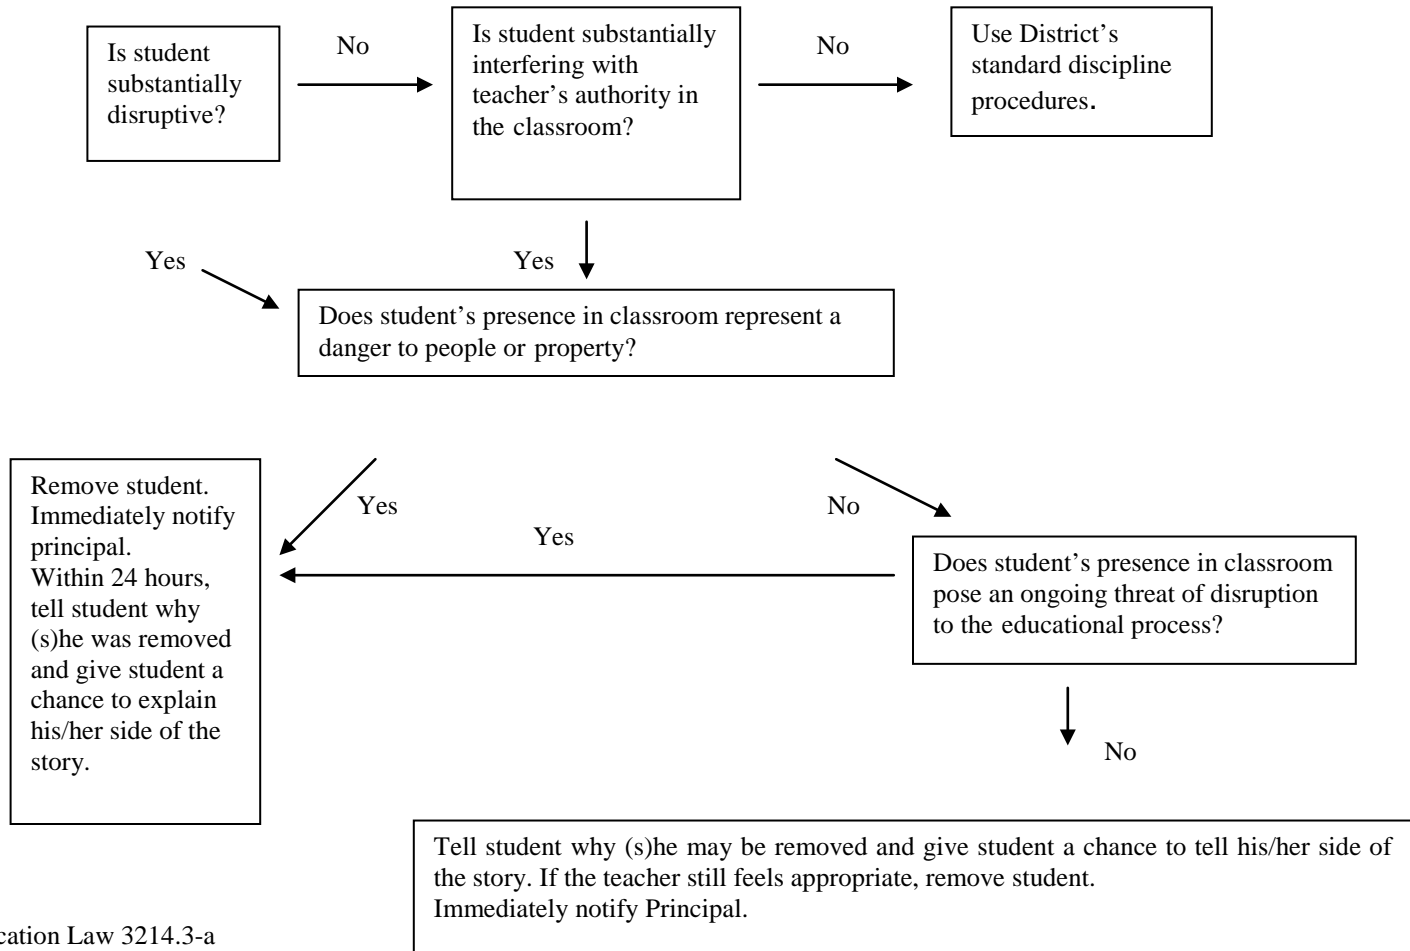 Is student
substantially
disruptive?
No
Is student substantially
interfering with
teacher’s authority in
the classroom?
No
Use District’s
standard discipline
procedures.
Yes
Yes
Does student’s presence in classroom represent a
danger to people or property?
Remove student.
Immediately notify
principal.
Within 24 hours,
tell student why
(s)he was removed
and give student a
chance to explain
his/her side of the
story.
Yes
No
Yes
Does student’s presence in classroom
pose an ongoing threat of disruption
to the educational process?
No
Tell student why (s)he may be removed and give student a chance to tell his/her side of
the story. If the teacher still feels appropriate, remove student.
Immediately notify Principal.
cation Law 3214.3-a